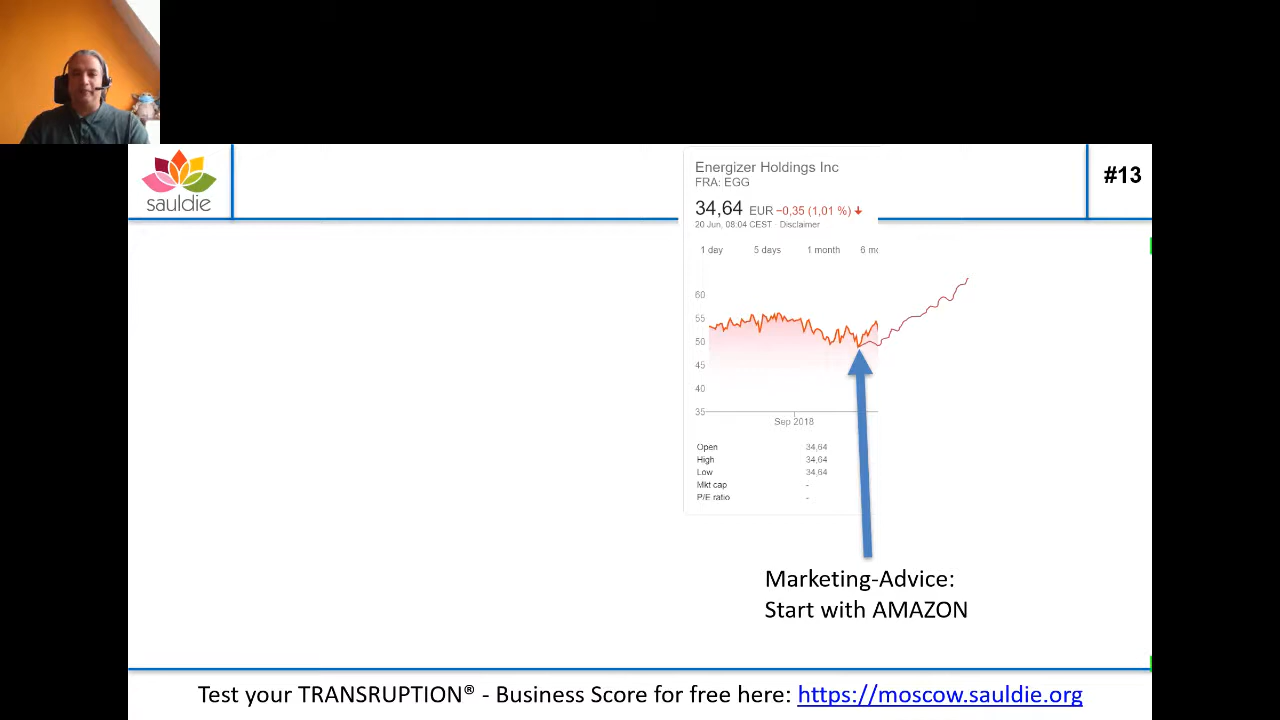 sauldie
#13
Energizer Holdings Inc
FRA: EGG
34,64 EUR −0,35 (1,01 %)
20 Jun, 08:04 CEST · Disclaimer
1 day 5 days 1 month 6 mo
60
55
50
45
40
35
Sep 2018
Open 34,64
High 34,64
Low 34,64
Mkt cap -
P/E ratio -
Marketing-Advice:
Start with AMAZON
Test your TRANSRUPTION® - Business Score for free here: https://moscow.sauldie.org